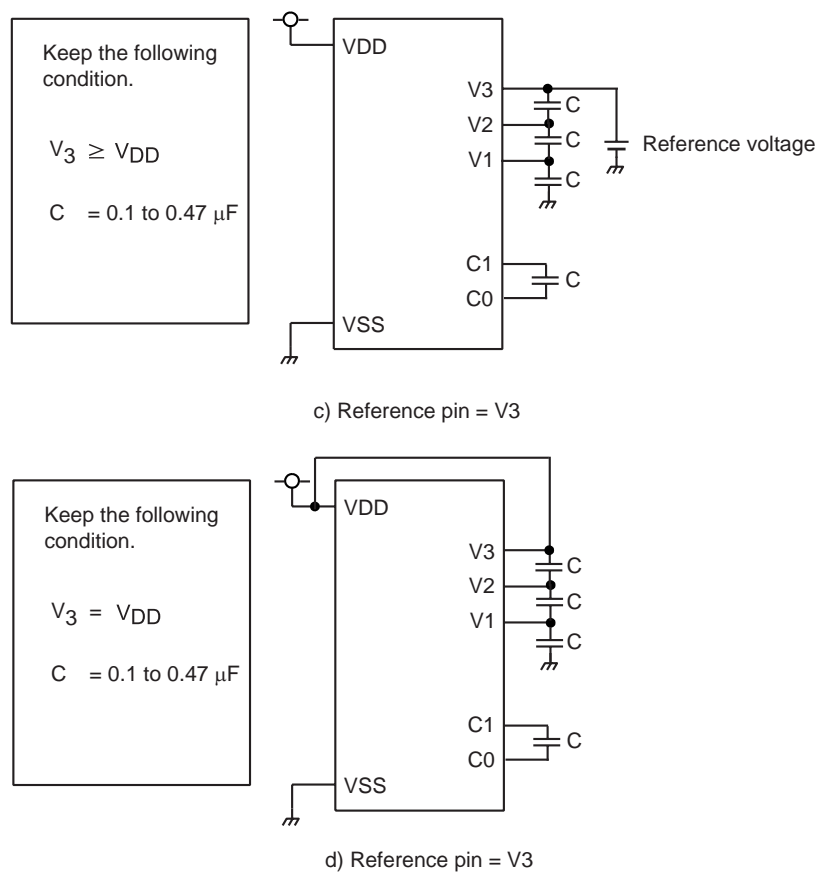 Keep the following
condition.
V3 ≥ VDD
C = 0.1 to 0.47 μF
VDD
V3
V2
V1
C1
C0
VSS
C
C
C
C
Reference voltage
c) Reference pin = V3
Keep the following
condition.
V3 = VDD
C = 0.1 to 0.47 μF
VDD
V3
V2
V1
C1
C0
VSS
C
C
C
C
d) Reference pin = V3